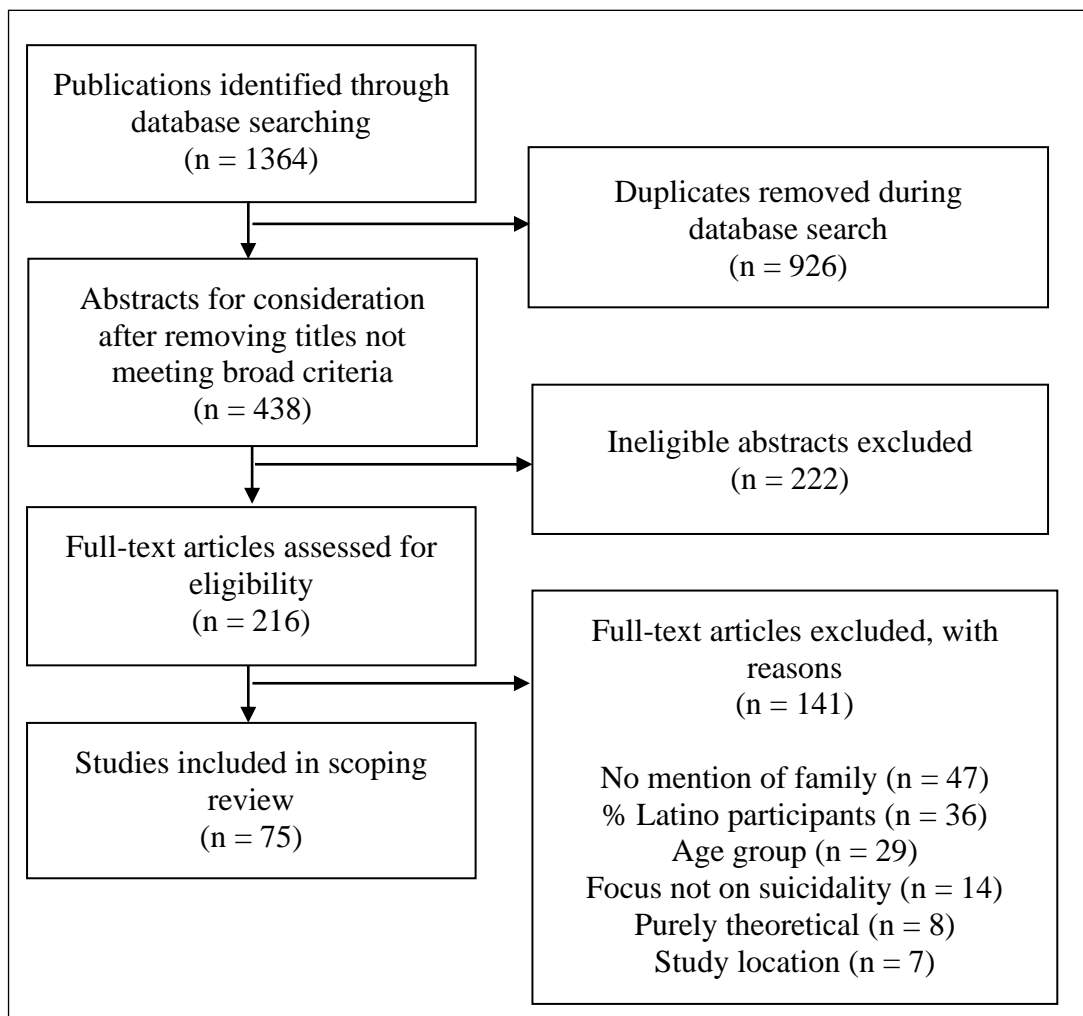 Publications identified through
database searching
(n = 1364)
Duplicates removed during
database search
(n = 926)
Abstracts for consideration
after removing titles not
meeting broad criteria
(n = 438)
Ineligible abstracts excluded
(n = 222)
Full-text articles assessed for
eligibility
(n = 216)
Full-text articles excluded, with
reasons
(n = 141)
No mention of family (n = 47)
% Latino participants (n = 36)
Age group (n = 29)
Focus not on suicidality (n = 14)
Purely theoretical (n = 8)
Study location (n = 7)
Studies included in scoping
review
(n = 75)